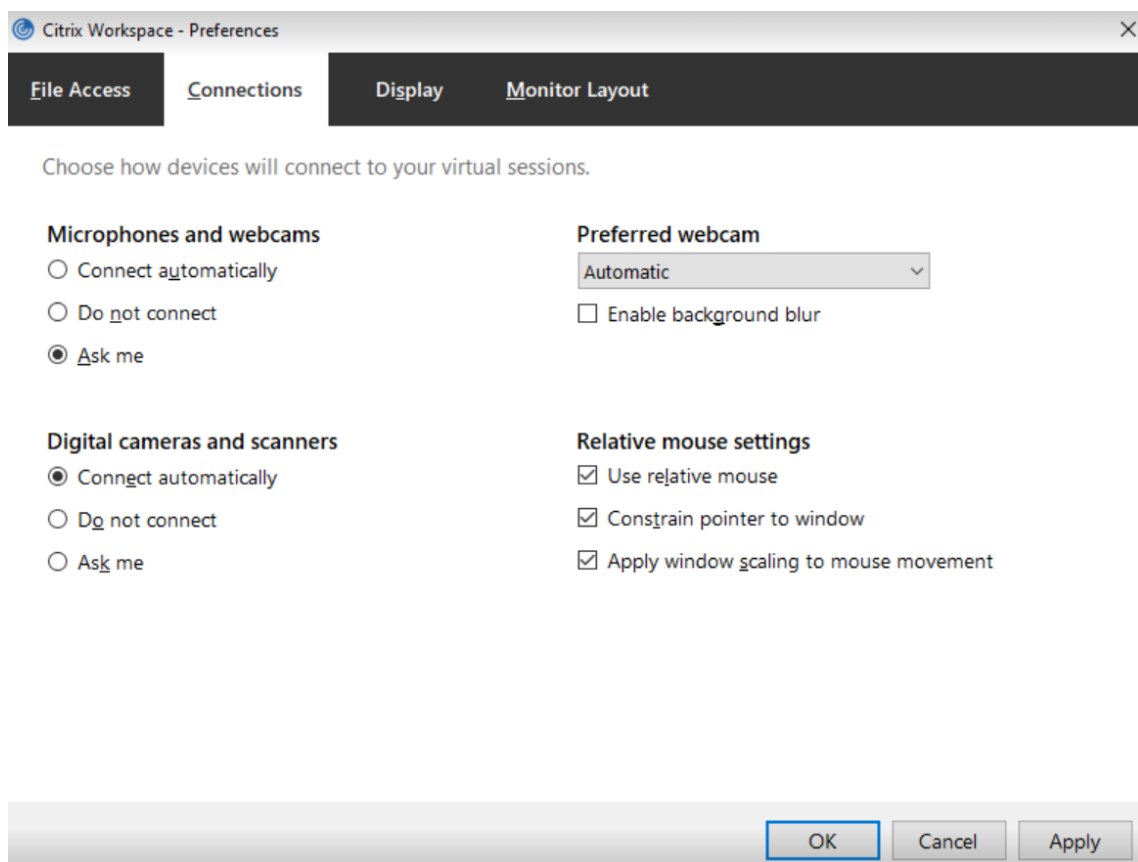 Citrix Workspace - Preferences
File Access Connections Display Monitor Layout
Choose how devices will connect to your virtual sessions.
Microphones and webcams
Connect automatically
Do not connect
Ask me
Preferred webcam
Automatic
Enable background blur
Digital cameras and scanners
Connect automatically
Do not connect
Ask me
Relative mouse settings
Use relative mouse
Constrain pointer to window
Apply window scaling to mouse movement
OK Cancel Apply